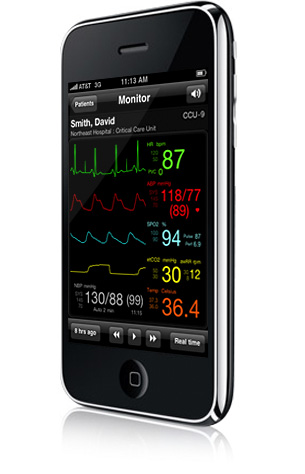 AT&T 3G 11:13 AM
Patients Monitor
Smith, David CCU-9
Northeast Hospital : Critical Care Unit
HR bpm
87
PVC 0
mmHg
118/77
(89)
SPO2 %
94
Pulse 87
Perf 6.9
etCO2 mmHg awRR rpm
30 12
NBP mmHg
130/88 (99)
Auto 2 min 11:15
Temp Celsius
36.4
8 hrs ago Real time